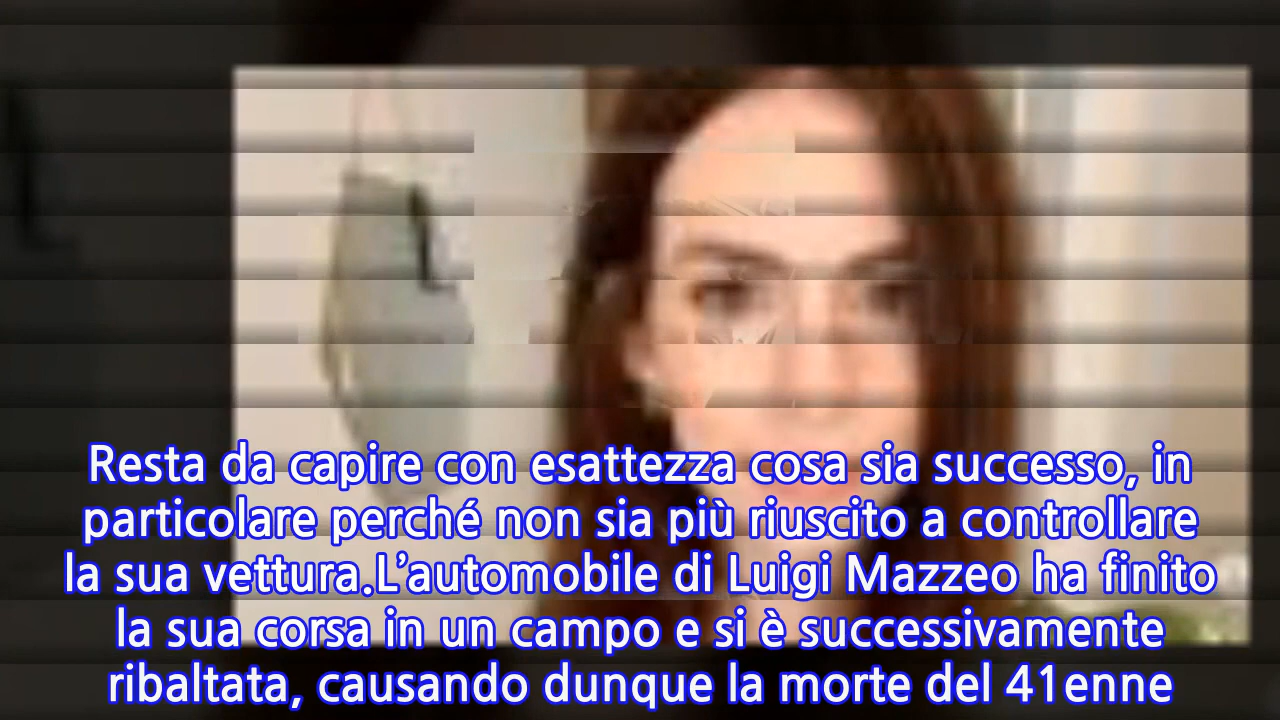 Resta da capire con esattezza cosa sia successo, in
particolare perché non sia più riuscito a controllare
la sua vettura.L’automobile di Luigi Mazzeo ha finito
la sua corsa in un campo e si è successivamente
ribaltata, causando dunque la morte del 41enne